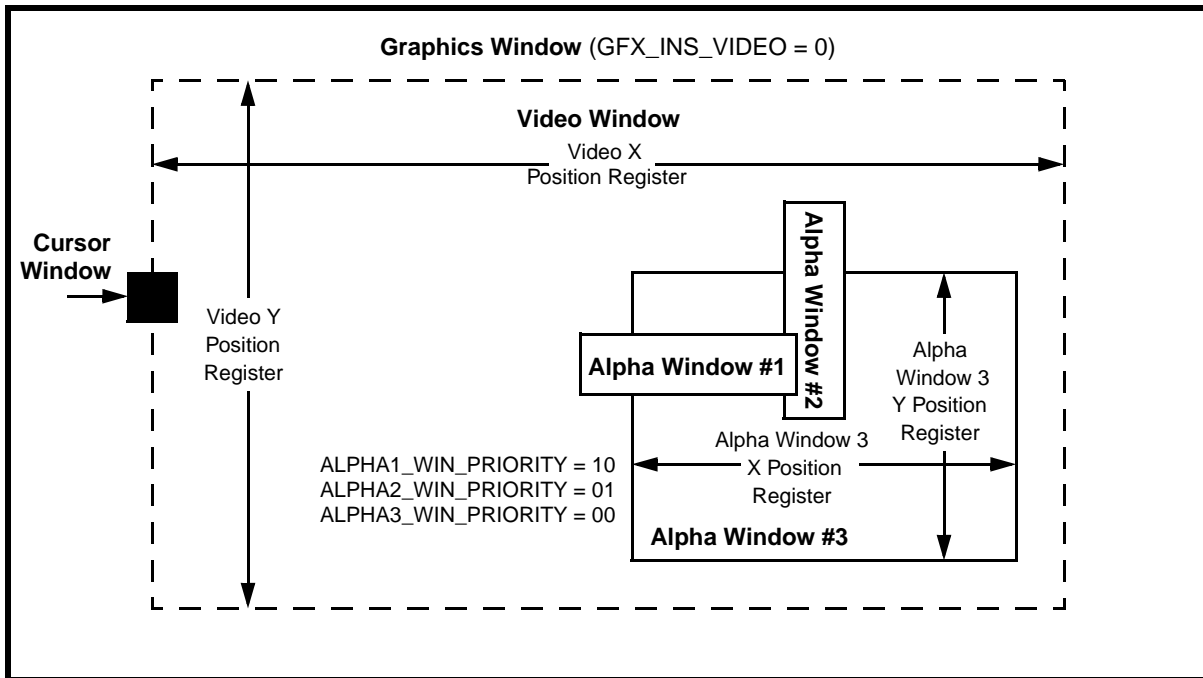 Graphics Window (GFX_INS_VIDEO = 0)
Video Window
Video X
Position Register
Cursor
Window
Video Y
Position
Register
Alpha Window #2
Alpha Window #1
Alpha
Window 3
Y Position
Register
Alpha Window 3
X Position
Register
ALPHA1_WIN_PRIORITY = 10
ALPHA2_WIN_PRIORITY = 01
ALPHA3_WIN_PRIORITY = 00
Alpha Window #3